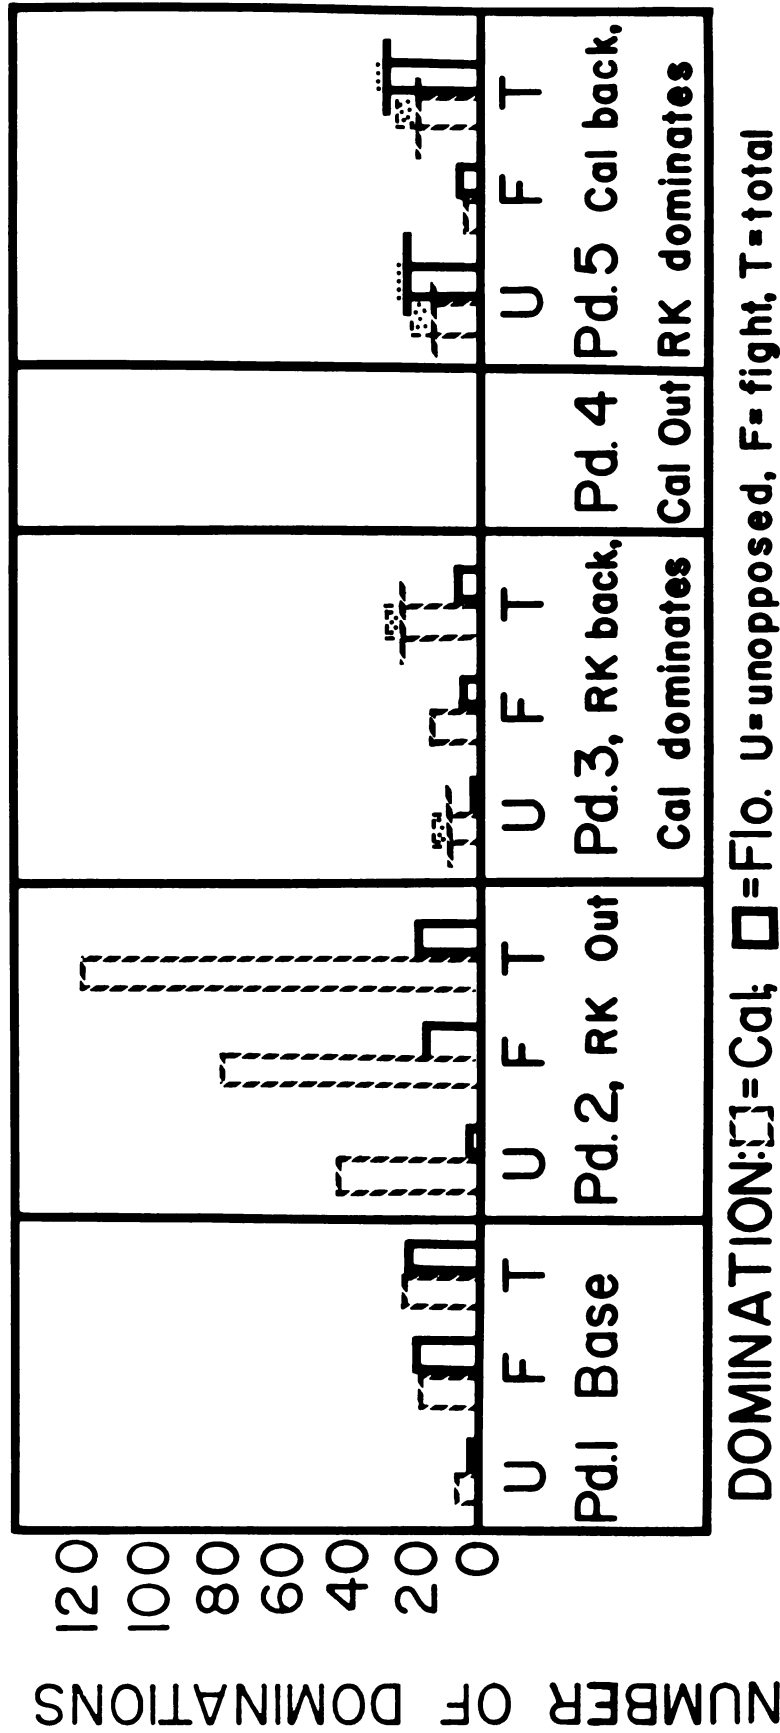 NUMBER OF DOMINATIONS
120
100
80
60
40
20
0
U F T U F T U F T U F T
Pd.1 Base
Pd.2, RK Out
Pd.3, RK back,
Cal dominates
Pd. 4
Cal Out
Pd.5 Cal back,
RK dominates
DOMINATION: = Cal; = Flo. U=unopposed, F= fight, T=total